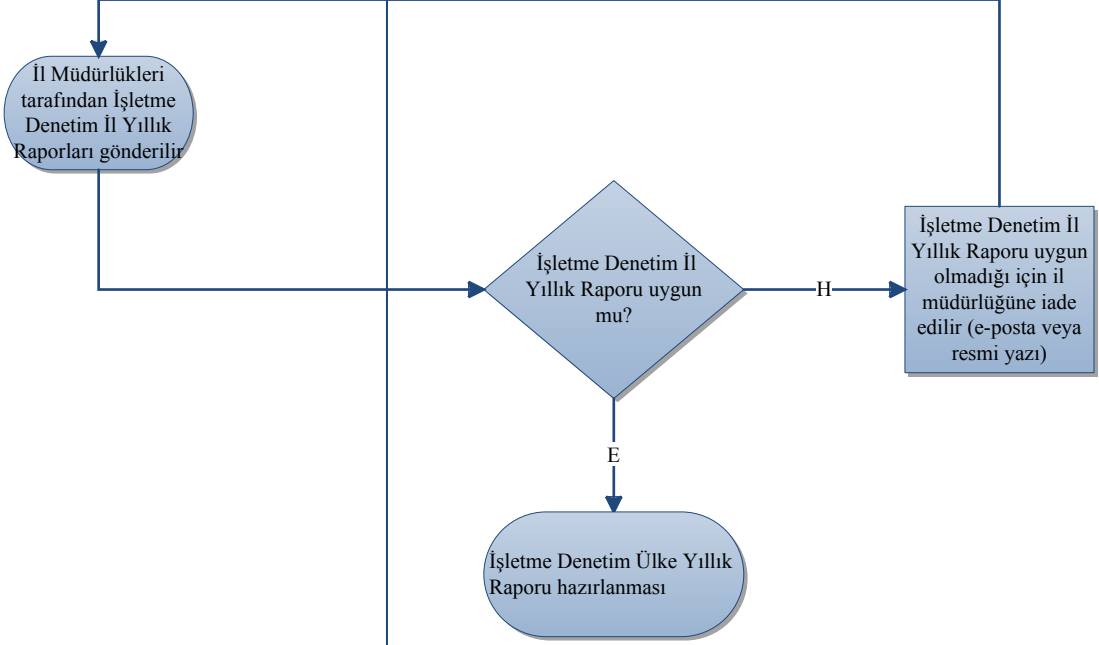 İl Müdürlükleri
tarafından İşletme
Denetim İl Yıllık
Raporları gönderilir
İşletme Denetim İl
Yıllık Raporu uygun
mu?
H
İşletme Denetim İl
Yıllık Raporu uygun
olmadığı için il
müdürlüğüne iade
edilir (e-posta veya
resmi yazı)
E
İşletme Denetim Ülke Yıllık
Raporu hazırlanması